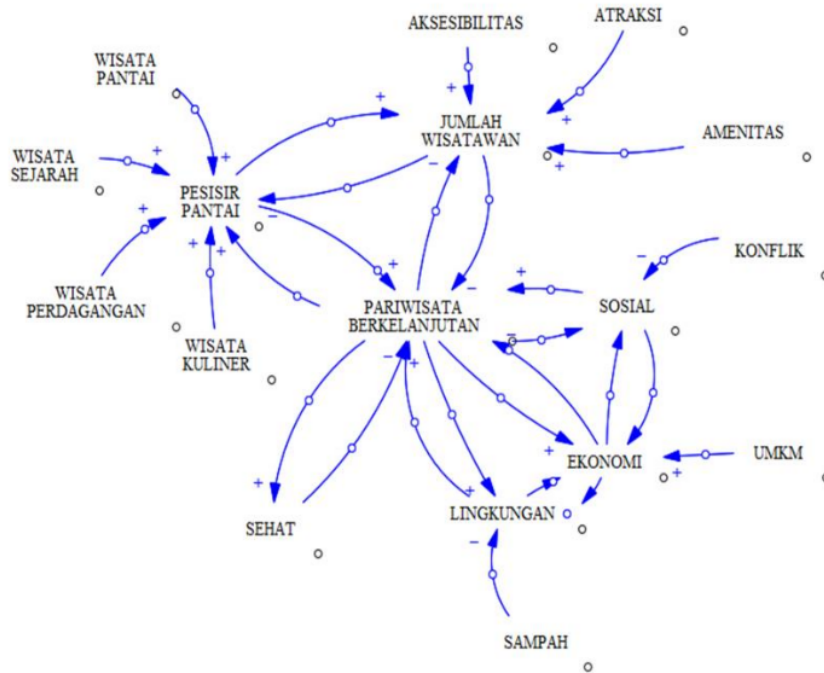 AKSESIBILITAS
ATRAKSI
WISATA
PANTAI
JUMLAH
WISATAWAN
AMENITAS
WISATA
SEJARAH
PESISIR
PANTAI
KONFLIK
WISATA
PERDAGANGAN
PARIWISATA
BERKELANJUTAN
SOSIAL
WISATA
KULINER
EKONOMI
UMKM
SEHAT
LINGKUNGAN
SAMPAH